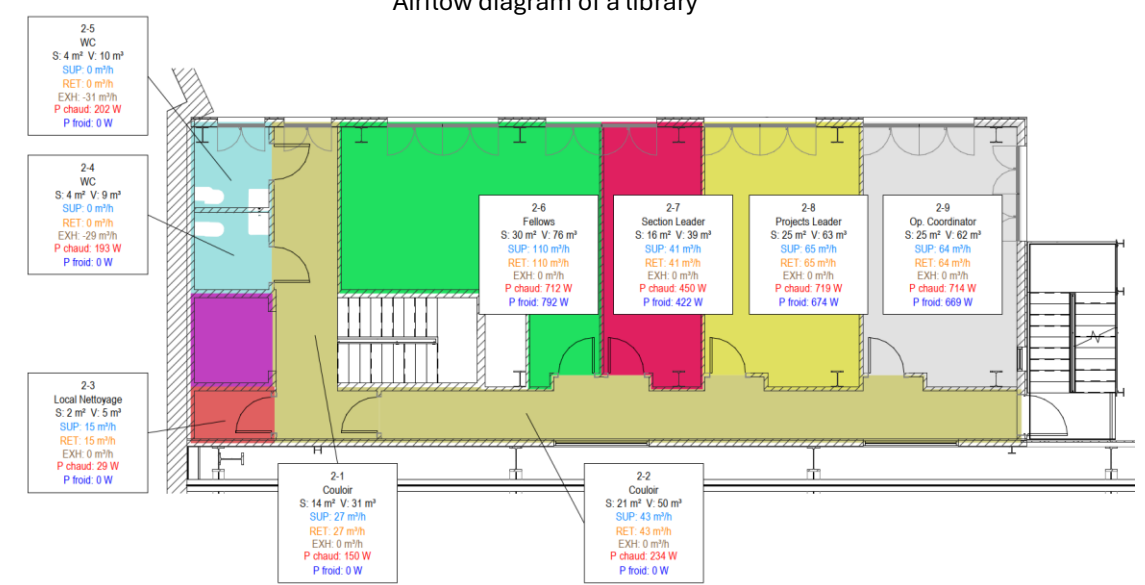 Airflow diagram of a library
2-5
WC
S: 4 m² V: 10 m³
SUP: 0 m³/h
RET: 0 m³/h
EXH: -31 m³/h
P chaud: 202 W
P froid: 0 W
2-4
WC
S: 4 m² V: 9 m³
SUP: 0 m³/h
RET: 0 m³/h
EXH: -29 m³/h
P chaud: 193 W
P froid: 0 W
2-6
Fellows
S: 30 m² V: 76 m³
SUP: 110 m³/h
RET: 110 m³/h
EXH: 0 m³/h
P chaud: 712 W
P froid: 792 W
2-7
Section Leader
S: 16 m² V: 39 m³
SUP: 41 m³/h
RET: 41 m³/h
EXH: 0 m³/h
P chaud: 450 W
P froid: 422 W
2-8
Projects Leader
S: 25 m² V: 63 m³
SUP: 65 m³/h
RET: 65 m³/h
EXH: 0 m³/h
P chaud: 719 W
P froid: 674 W
2-9
Op. Coordinator
S: 25 m² V: 62 m³
SUP: 64 m³/h
RET: 64 m³/h
EXH: 0 m³/h
P chaud: 714 W
P froid: 669 W
2-3
Local Nettoyage
S: 2 m² V: 5 m³
SUP: 15 m³/h
RET: 15 m³/h
EXH: 0 m³/h
P chaud: 29 W
P froid: 0 W
2-1
Couloir
S: 14 m² V: 31 m³
SUP: 27 m³/h
RET: 27 m³/h
EXH: 0 m³/h
P chaud: 150 W
P froid: 0 W
2-2
Couloir
S: 21 m² V: 50 m³
SUP: 43 m³/h
RET: 43 m³/h
EXH: 0 m³/h
P chaud: 234 W
P froid: 0 W